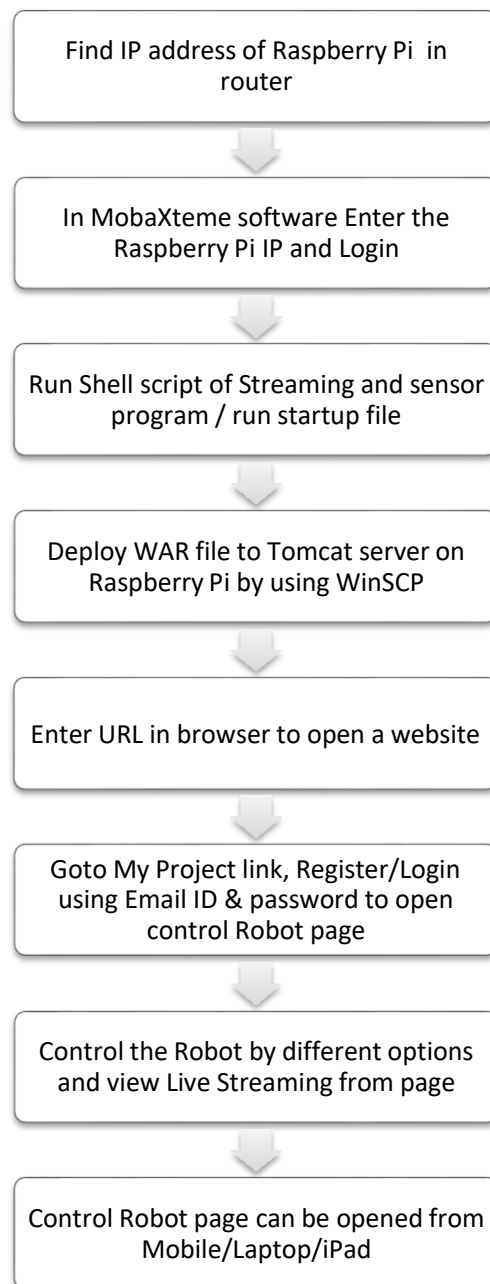 Find IP address of Raspberry Pi in
router
In MobaXteme software Enter the
Raspberry Pi IP and Login
Run Shell script of Streaming and sensor
program / run startup file
Deploy WAR file to Tomcat server on
Raspberry Pi by using WinSCP
Enter URL in browser to open a website
Goto My Project link, Register/Login
using Email ID & password to open
control Robot page
Control the Robot by different options
and view Live Streaming from page
Control Robot page can be opened from
Mobile/Laptop/iPad